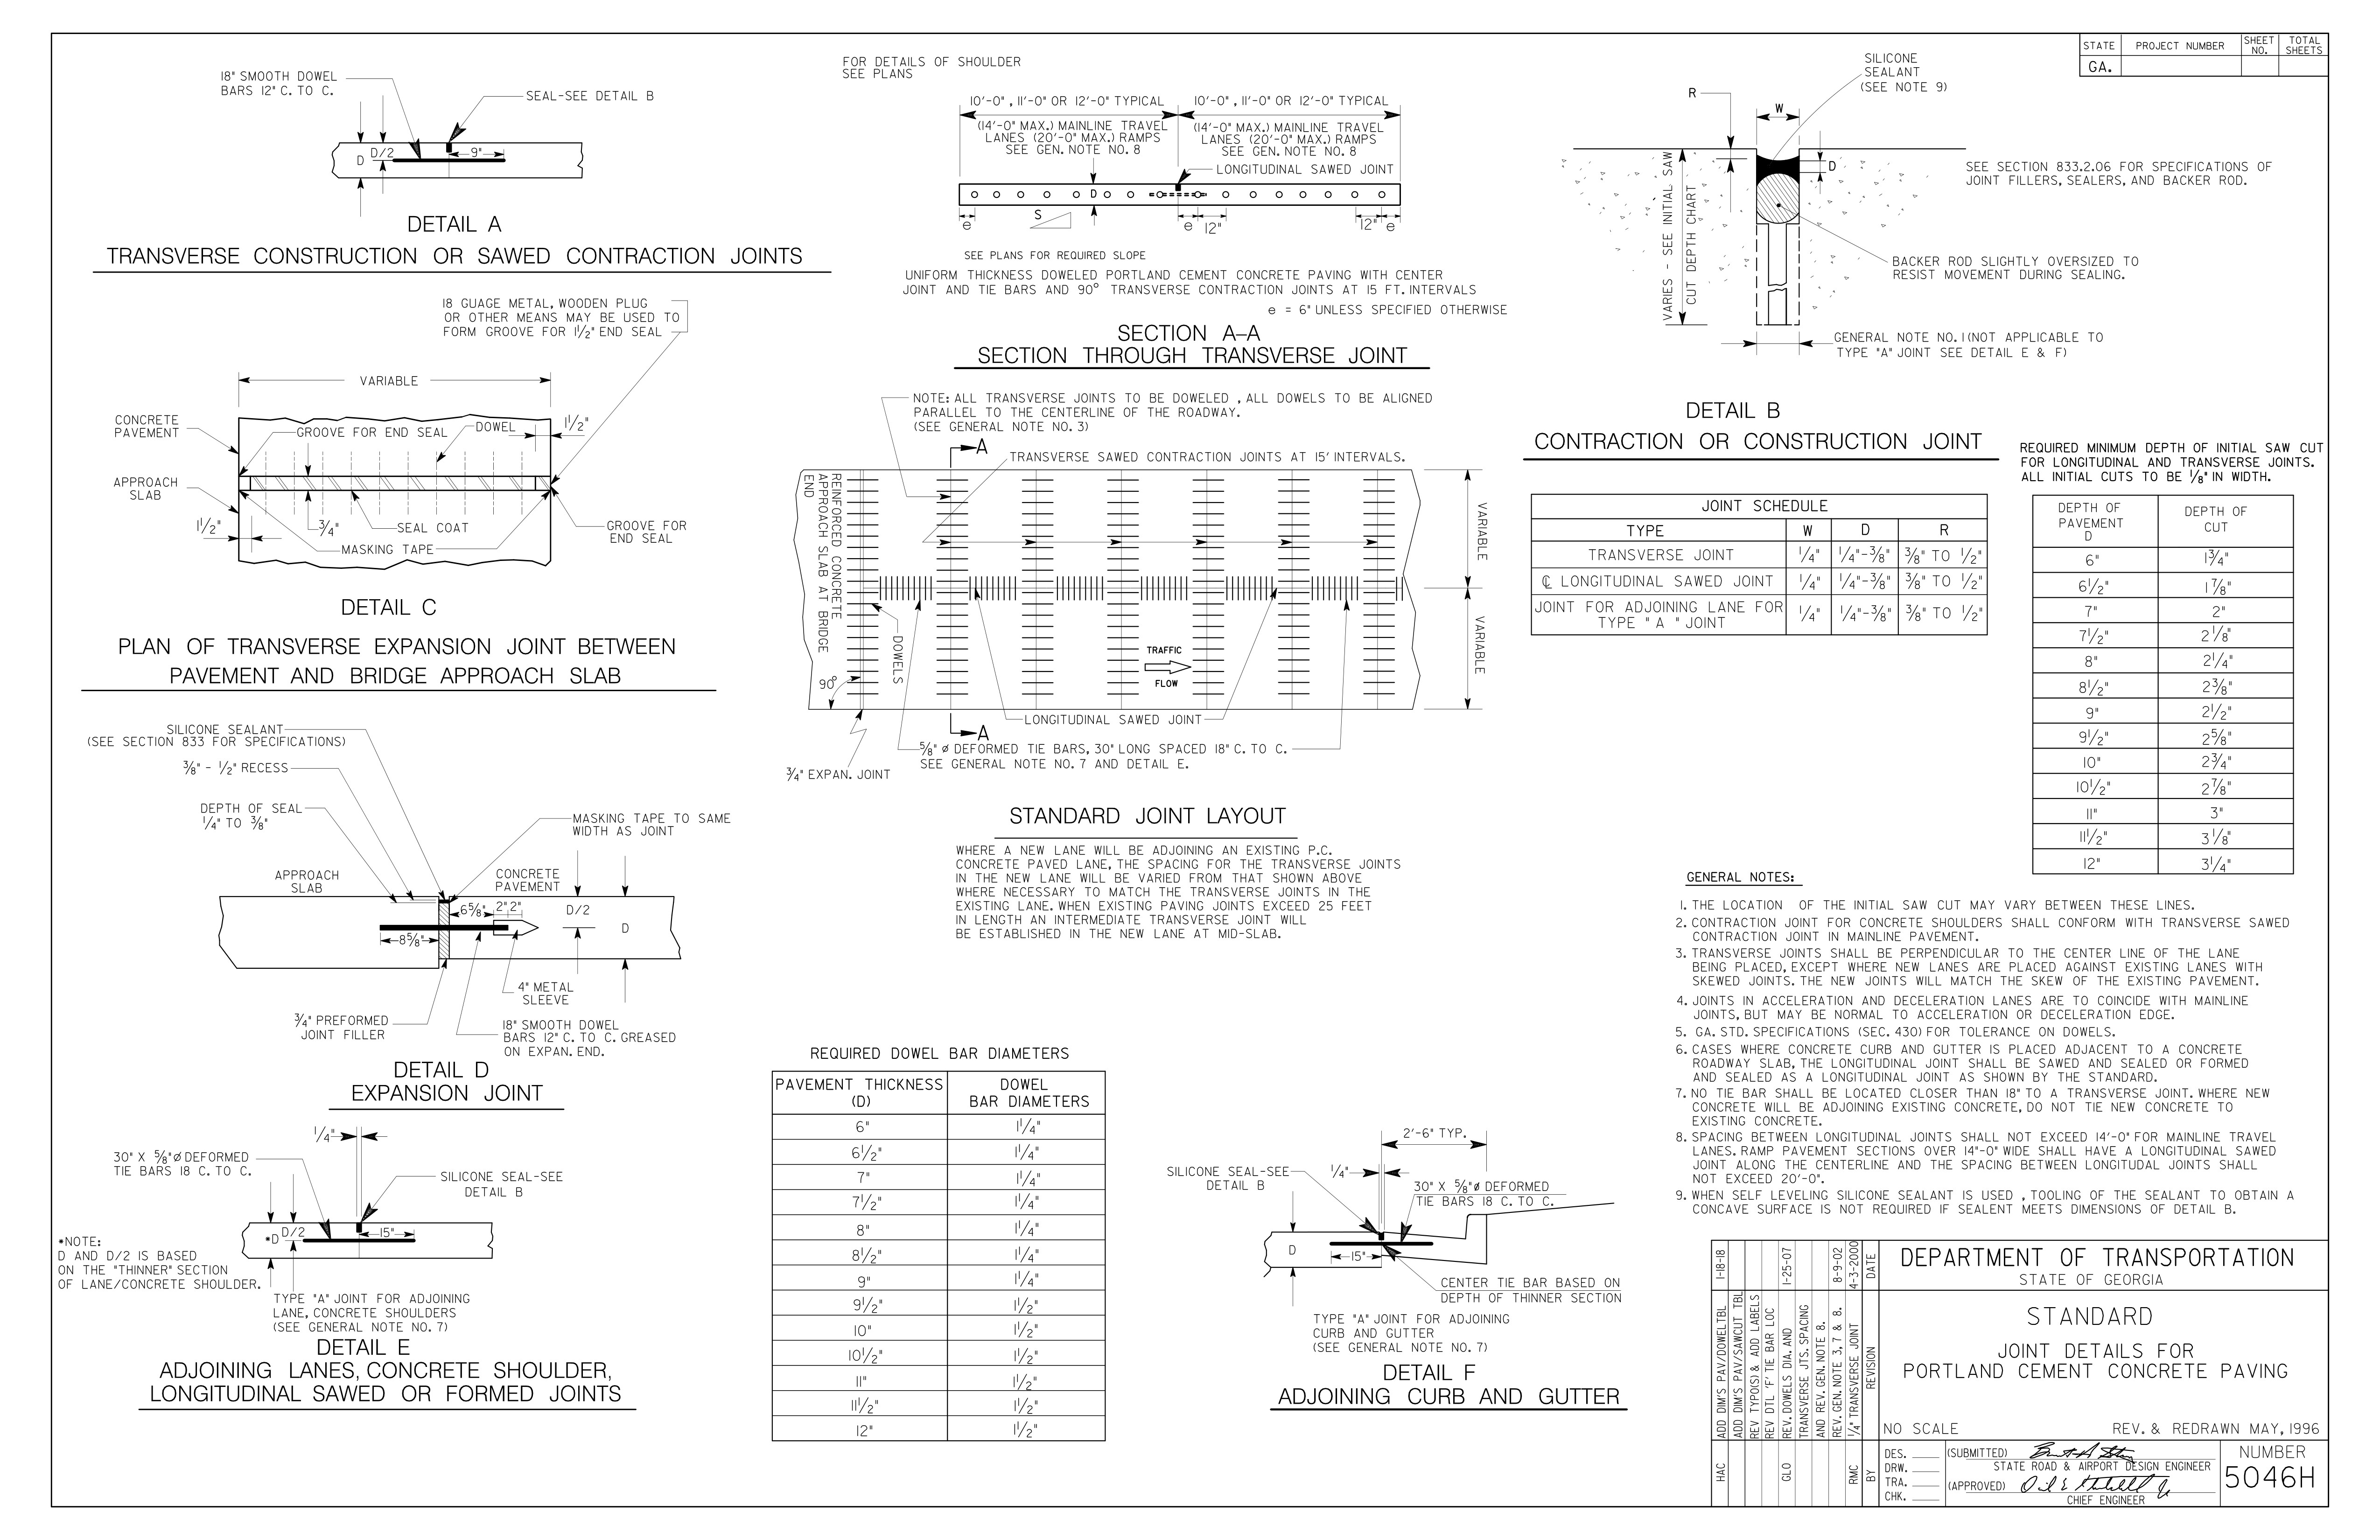 STATE
PROJECT NUMBER
SHEET NO.
TOTAL SHEETS
GA.
18" SMOOTH DOWEL
BARS 12" C. TO C.
SEAL-SEE DETAIL B
D
D/2
9"
DETAIL A
TRANSVERSE CONSTRUCTION OR SAWED CONTRACTION JOINTS
18 GUAGE METAL, WOODEN PLUG
OR OTHER MEANS MAY BE USED TO
FORM GROOVE FOR 1 1/2" END SEAL
VARIABLE
CONCRETE
PAVEMENT
GROOVE FOR END SEAL
DOWEL
1 1/2"
APPROACH
SLAB
1 1/2"
3/4"
SEAL COAT
MASKING TAPE
GROOVE FOR
END SEAL
DETAIL C
PLAN OF TRANSVERSE EXPANSION JOINT BETWEEN
PAVEMENT AND BRIDGE APPROACH SLAB
SILICONE SEALANT
(SEE SECTION 833 FOR SPECIFICATIONS)
3/8" - 1/2" RECESS
DEPTH OF SEAL
1/4" TO 3/8"
MASKING TAPE TO SAME
WIDTH AS JOINT
APPROACH
SLAB
CONCRETE
PAVEMENT
6 5/8"
2"
2"
D/2
D
8 5/8"
4" METAL
SLEEVE
3/4" PREFORMED
JOINT FILLER
18" SMOOTH DOWEL
BARS 12" C. TO C. GREASED
ON EXPAN. END.
DETAIL D
EXPANSION JOINT
1/4"
30" X 5/8"ø DEFORMED
TIE BARS 18 C. TO C.
SILICONE SEAL-SEE
DETAIL B
*D
D/2
15"
*NOTE:
D AND D/2 IS BASED
ON THE "THINNER" SECTION
OF LANE/CONCRETE SHOULDER.
TYPE "A" JOINT FOR ADJOINING
LANE, CONCRETE SHOULDERS
(SEE GENERAL NOTE NO. 7)
DETAIL E
ADJOINING LANES, CONCRETE SHOULDER,
LONGITUDINAL SAWED OR FORMED JOINTS
FOR DETAILS OF SHOULDER
SEE PLANS
10'-0" , 11'-0" OR 12'-0" TYPICAL
10'-0" , 11'-0" OR 12'-0" TYPICAL
(14'-0" MAX.) MAINLINE TRAVEL
LANES (20'-0" MAX.) RAMPS
SEE GEN. NOTE NO. 8
(14'-0" MAX.) MAINLINE TRAVEL
LANES (20'-0" MAX.) RAMPS
SEE GEN. NOTE NO. 8
LONGITUDINAL SAWED JOINT
D
e
S
e
12"
12"
e
SEE PLANS FOR REQUIRED SLOPE
UNIFORM THICKNESS DOWELED PORTLAND CEMENT CONCRETE PAVING WITH CENTER
JOINT AND TIE BARS AND 90° TRANSVERSE CONTRACTION JOINTS AT 15 FT. INTERVALS
e = 6" UNLESS SPECIFIED OTHERWISE
SECTION A-A
SECTION THROUGH TRANSVERSE JOINT
NOTE: ALL TRANSVERSE JOINTS TO BE DOWELED , ALL DOWELS TO BE ALIGNED
PARALLEL TO THE CENTERLINE OF THE ROADWAY.
(SEE GENERAL NOTE NO. 3)
A
TRANSVERSE SAWED CONTRACTION JOINTS AT 15' INTERVALS.
REINFORCED CONCRETE
APPROACH SLAB AT BRIDGE
END
VARIABLE
VARIABLE
DOWELS
90°
TRAFFIC
FLOW
LONGITUDINAL SAWED JOINT
A
5/8" ø DEFORMED TIE BARS, 30" LONG SPACED 18" C. TO C.
SEE GENERAL NOTE NO. 7 AND DETAIL E.
3/4" EXPAN. JOINT
STANDARD JOINT LAYOUT
WHERE A NEW LANE WILL BE ADJOINING AN EXISTING P.C.
CONCRETE PAVED LANE, THE SPACING FOR THE TRANSVERSE JOINTS
IN THE NEW LANE WILL BE VARIED FROM THAT SHOWN ABOVE
WHERE NECESSARY TO MATCH THE TRANSVERSE JOINTS IN THE
EXISTING LANE. WHEN EXISTING PAVING JOINTS EXCEED 25 FEET
IN LENGTH AN INTERMEDIATE TRANSVERSE JOINT WILL
BE ESTABLISHED IN THE NEW LANE AT MID-SLAB.
REQUIRED DOWEL BAR DIAMETERS
PAVEMENT THICKNESS (D) DOWEL BAR DIAMETERS
6" 1 1/4"
6 1/2" 1 1/4"
7" 1 1/4"
7 1/2" 1 1/4"
8" 1 1/4"
8 1/2" 1 1/4"
9" 1 1/4"
9 1/2" 1 1/2"
10" 1 1/2"
10 1/2" 1 1/2"
11" 1 1/2"
11 1/2" 1 1/2"
12" 1 1/2"
2'-6" TYP.
SILICONE SEAL-SEE
DETAIL B
1/4"
30" X 5/8"ø DEFORMED
TIE BARS 18 C. TO C.
D
15"
CENTER TIE BAR BASED ON
DEPTH OF THINNER SECTION
TYPE "A" JOINT FOR ADJOINING
CURB AND GUTTER
(SEE GENERAL NOTE NO. 7)
DETAIL F
ADJOINING CURB AND GUTTER
SILICONE
SEALANT
(SEE NOTE 9)
R
W
D
VARIES - SEE INITIAL SAW
CUT DEPTH CHART
SEE SECTION 833.2.06 FOR SPECIFICATIONS OF
JOINT FILLERS, SEALERS, AND BACKER ROD.
BACKER ROD SLIGHTLY OVERSIZED TO
RESIST MOVEMENT DURING SEALING.
GENERAL NOTE NO. 1 (NOT APPLICABLE TO
TYPE "A" JOINT SEE DETAIL E & F)
DETAIL B
CONTRACTION OR CONSTRUCTION JOINT
JOINT SCHEDULE
TYPE W D R
TRANSVERSE JOINT 1/4" 1/4"-3/8" 3/8" TO 1/2"
℄ LONGITUDINAL SAWED JOINT 1/4" 1/4"-3/8" 3/8" TO 1/2"
JOINT FOR ADJOINING LANE FOR TYPE " A " JOINT 1/4" 1/4"-3/8" 3/8" TO 1/2"
REQUIRED MINIMUM DEPTH OF INITIAL SAW CUT
FOR LONGITUDINAL AND TRANSVERSE JOINTS.
ALL INITIAL CUTS TO BE 1/8" IN WIDTH.
DEPTH OF PAVEMENT D DEPTH OF CUT
6" 1 3/4"
6 1/2" 1 7/8"
7" 2"
7 1/2" 2 1/8"
8" 2 1/4"
8 1/2" 2 3/8"
9" 2 1/2"
9 1/2" 2 5/8"
10" 2 3/4"
10 1/2" 2 7/8"
11" 3"
11 1/2" 3 1/8"
12" 3 1/4"
GENERAL NOTES:
1. THE LOCATION OF THE INITIAL SAW CUT MAY VARY BETWEEN THESE LINES.
2. CONTRACTION JOINT FOR CONCRETE SHOULDERS SHALL CONFORM WITH TRANSVERSE SAWED
CONTRACTION JOINT IN MAINLINE PAVEMENT.
3. TRANSVERSE JOINTS SHALL BE PERPENDICULAR TO THE CENTER LINE OF THE LANE
BEING PLACED, EXCEPT WHERE NEW LANES ARE PLACED AGAINST EXISTING LANES WITH
SKEWED JOINTS. THE NEW JOINTS WILL MATCH THE SKEW OF THE EXISTING PAVEMENT.
4. JOINTS IN ACCELERATION AND DECELERATION LANES ARE TO COINCIDE WITH MAINLINE
JOINTS, BUT MAY BE NORMAL TO ACCELERATION OR DECELERATION EDGE.
5. GA. STD. SPECIFICATIONS (SEC. 430) FOR TOLERANCE ON DOWELS.
6. CASES WHERE CONCRETE CURB AND GUTTER IS PLACED ADJACENT TO A CONCRETE
ROADWAY SLAB, THE LONGITUDINAL JOINT SHALL BE SAWED AND SEALED OR FORMED
AND SEALED AS A LONGITUDINAL JOINT AS SHOWN BY THE STANDARD.
7. NO TIE BAR SHALL BE LOCATED CLOSER THAN 18" TO A TRANSVERSE JOINT. WHERE NEW
CONCRETE WILL BE ADJOINING EXISTING CONCRETE, DO NOT TIE NEW CONCRETE TO
EXISTING CONCRETE.
8. SPACING BETWEEN LONGITUDINAL JOINTS SHALL NOT EXCEED 14'-0" FOR MAINLINE TRAVEL
LANES. RAMP PAVEMENT SECTIONS OVER 14"-0" WIDE SHALL HAVE A LONGITUDINAL SAWED
JOINT ALONG THE CENTERLINE AND THE SPACING BETWEEN LONGITUDAL JOINTS SHALL
NOT EXCEED 20'-0".
9. WHEN SELF LEVELING SILICONE SEALANT IS USED , TOOLING OF THE SEALANT TO OBTAIN A
CONCAVE SURFACE IS NOT REQUIRED IF SEALENT MEETS DIMENSIONS OF DETAIL B.
HAC ADD DIM'S PAV/DOWELTBL 1-18-18
ADD DIM'S PAV/SAWCUT TBL
REV TYPO(S) & ADD LABELS
REV DTL 'F' TIE BAR LOC
GLO REV. DOWELS DIA. AND 1-25-07
TRANSVERSE JTS. SPACING
AND REV. GEN. NOTE 8.
REV. GEN. NOTE 3, 7 & 8. 8-9-02
RMC 1/4" TRANSVERSE JOINT 4-3-2000
BY REVISION DATE
DEPARTMENT OF TRANSPORTATION
STATE OF GEORGIA
STANDARD
JOINT DETAILS FOR
PORTLAND CEMENT CONCRETE PAVING
NO SCALE
REV. & REDRAWN MAY, 1996
DES.
DRW.
TRA.
CHK.
(SUBMITTED)
STATE ROAD & AIRPORT DESIGN ENGINEER
(APPROVED)
CHIEF ENGINEER
NUMBER
5046H